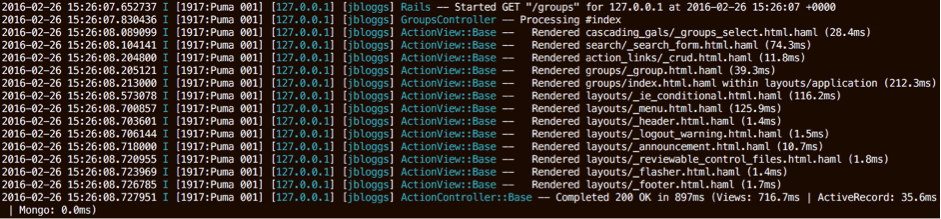 2016-02-26 15:26:07.652737 I [1917:Puma 001] [127.0.0.1] [jbloggs] Rails -- Started GET "/groups" for 127.0.0.1 at 2016-02-26 15:26:07 +0000
2016-02-26 15:26:07.830436 I [1917:Puma 001] [127.0.0.1] [jbloggs] GroupsController -- Processing #index
2016-02-26 15:26:08.089099 I [1917:Puma 001] [127.0.0.1] [jbloggs] ActionView::Base --   Rendered cascading_gals/_groups_select.html.haml (28.4ms)
2016-02-26 15:26:08.104141 I [1917:Puma 001] [127.0.0.1] [jbloggs] ActionView::Base --   Rendered search/_search_form.html.haml (74.3ms)
2016-02-26 15:26:08.204800 I [1917:Puma 001] [127.0.0.1] [jbloggs] ActionView::Base --   Rendered action_links/_crud.html.haml (11.8ms)
2016-02-26 15:26:08.205121 I [1917:Puma 001] [127.0.0.1] [jbloggs] ActionView::Base --   Rendered groups/_group.html.haml (39.3ms)
2016-02-26 15:26:08.213000 I [1917:Puma 001] [127.0.0.1] [jbloggs] ActionView::Base --   Rendered groups/index.html.haml within layouts/application (212.3ms)
2016-02-26 15:26:08.573078 I [1917:Puma 001] [127.0.0.1] [jbloggs] ActionView::Base --   Rendered layouts/_ie_conditional.html.haml (116.2ms)
2016-02-26 15:26:08.700857 I [1917:Puma 001] [127.0.0.1] [jbloggs] ActionView::Base --   Rendered layouts/_menu.html.haml (125.9ms)
2016-02-26 15:26:08.703601 I [1917:Puma 001] [127.0.0.1] [jbloggs] ActionView::Base --   Rendered layouts/_header.html.haml (1.4ms)
2016-02-26 15:26:08.706144 I [1917:Puma 001] [127.0.0.1] [jbloggs] ActionView::Base --   Rendered layouts/_logout_warning.html.haml (1.5ms)
2016-02-26 15:26:08.718000 I [1917:Puma 001] [127.0.0.1] [jbloggs] ActionView::Base --   Rendered layouts/_announcement.html.haml (10.7ms)
2016-02-26 15:26:08.720955 I [1917:Puma 001] [127.0.0.1] [jbloggs] ActionView::Base --   Rendered layouts/_reviewable_control_files.html.haml (1.8ms)
2016-02-26 15:26:08.723969 I [1917:Puma 001] [127.0.0.1] [jbloggs] ActionView::Base --   Rendered layouts/_flasher.html.haml (1.4ms)
2016-02-26 15:26:08.726785 I [1917:Puma 001] [127.0.0.1] [jbloggs] ActionView::Base --   Rendered layouts/_footer.html.haml (1.7ms)
2016-02-26 15:26:08.727951 I [1917:Puma 001] [127.0.0.1] [jbloggs] ActionController::Base -- Completed 200 OK in 897ms (Views: 716.7ms | ActiveRecord: 35.6ms
 | Mongo: 0.0ms)